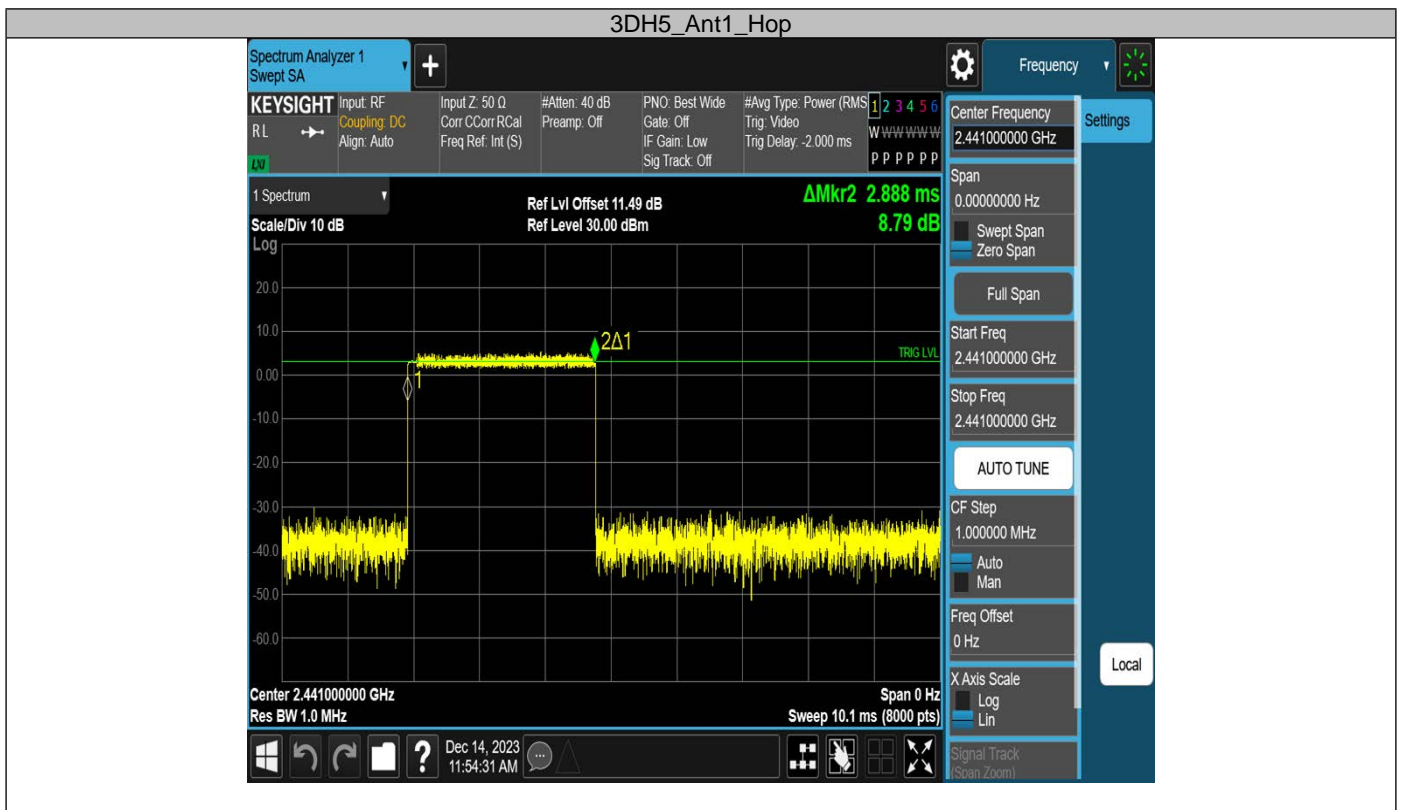 3DH5_Ant1_Hop
Spectrum Analyzer 1
Swept SA
+
Frequency
KEYSIGHT
RL
LXI
Input: RF
Coupling: DC
Align: Auto
Input Z: 50 Ω
Corr CCorr RCal
Freq Ref: Int (S)
#Atten: 40 dB
Preamp: Off
PNO: Best Wide
Gate: Off
IF Gain: Low
Sig Track: Off
#Avg Type: Power (RMS
Trig: Video
Trig Delay: -2.000 ms
1 2 3 4 5 6
W W W W W W
P P P P P P
1 Spectrum
Scale/Div 10 dB
Log
Ref Lvl Offset 11.49 dB
Ref Level 30.00 dBm
ΔMkr2 2.888 ms
8.79 dB
20.0
10.0
0.00
-10.0
-20.0
-30.0
-40.0
-50.0
-60.0
2Δ1
1
TRIG LVL
Center 2.441000000 GHz
Res BW 1.0 MHz
Span 0 Hz
Sweep 10.1 ms (8000 pts)
?
Dec 14, 2023
11:54:31 AM
Center Frequency
2.441000000 GHz
Span
0.00000000 Hz
Swept Span
Zero Span
Full Span
Start Freq
2.441000000 GHz
Stop Freq
2.441000000 GHz
AUTO TUNE
CF Step
1.000000 MHz
Auto
Man
Freq Offset
0 Hz
X Axis Scale
Log
Lin
Signal Track
(Span Zoom)
Settings
Local